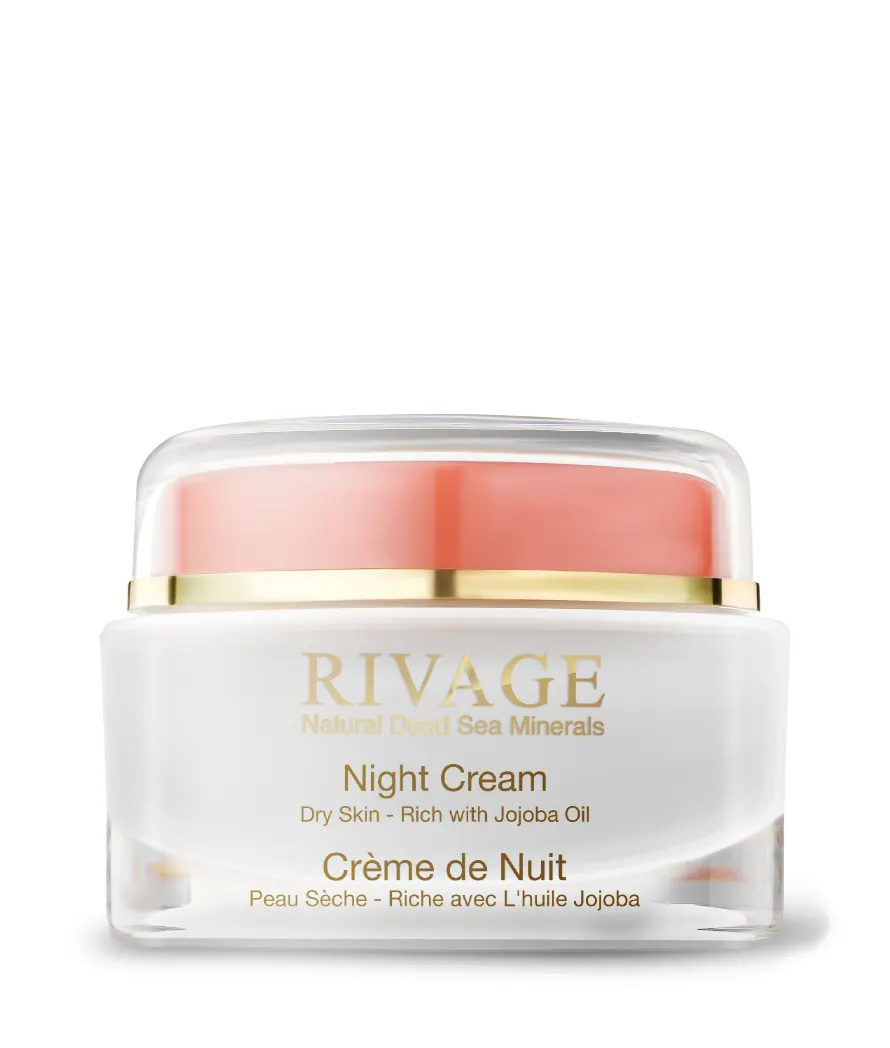 RIVAGE
Natural Dead Sea Minerals
Night Cream
Dry Skin - Rich with Jojoba Oil
Crème de Nuit
Peau Sèche - Riche avec L'huile Jojoba